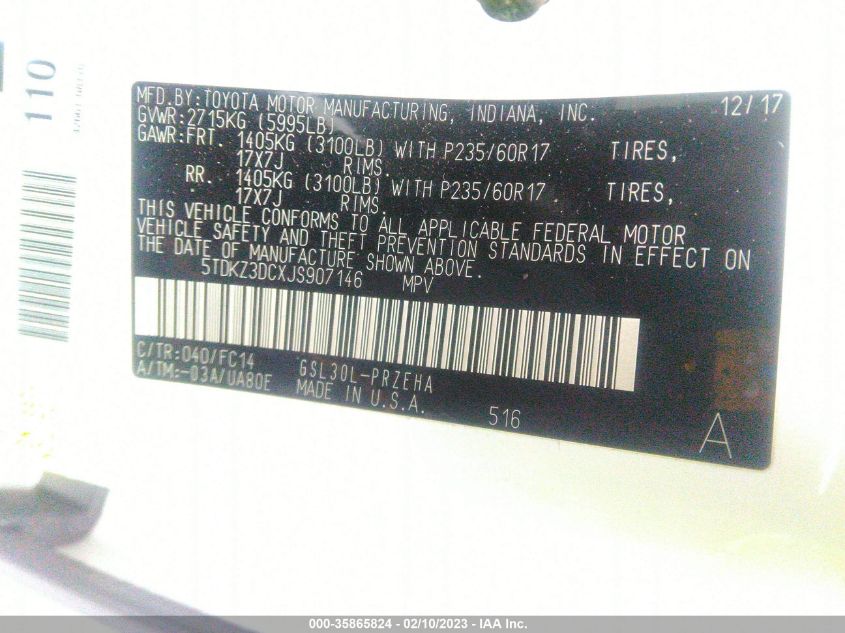 110
MFD.BY:TOYOTA MOTOR MANUFACTURING, INDIANA, INC. 12/17
GVWR:2715KG (5995LB)
GAWR:FRT. 1405KG (3100LB) WITH P235/60R17 TIRES,
17X7J RIMS.
RR. 1405KG (3100LB) WITH P235/60R17 TIRES,
17X7J RIMS.
THIS VEHICLE CONFORMS TO ALL APPLICABLE FEDERAL MOTOR
VEHICLE SAFETY AND THEFT PREVENTION STANDARDS IN EFFECT ON
THE DATE OF MANUFACTURE SHOWN ABOVE.
5TDKZ3DCXJS907146 MPV
C/TR:040/FC14 GSL30L-PRZEHA
A/TM:-03A/UA80E MADE IN U.S.A. 516
A
000-35865824 - 02/10/2023 - IAA Inc.